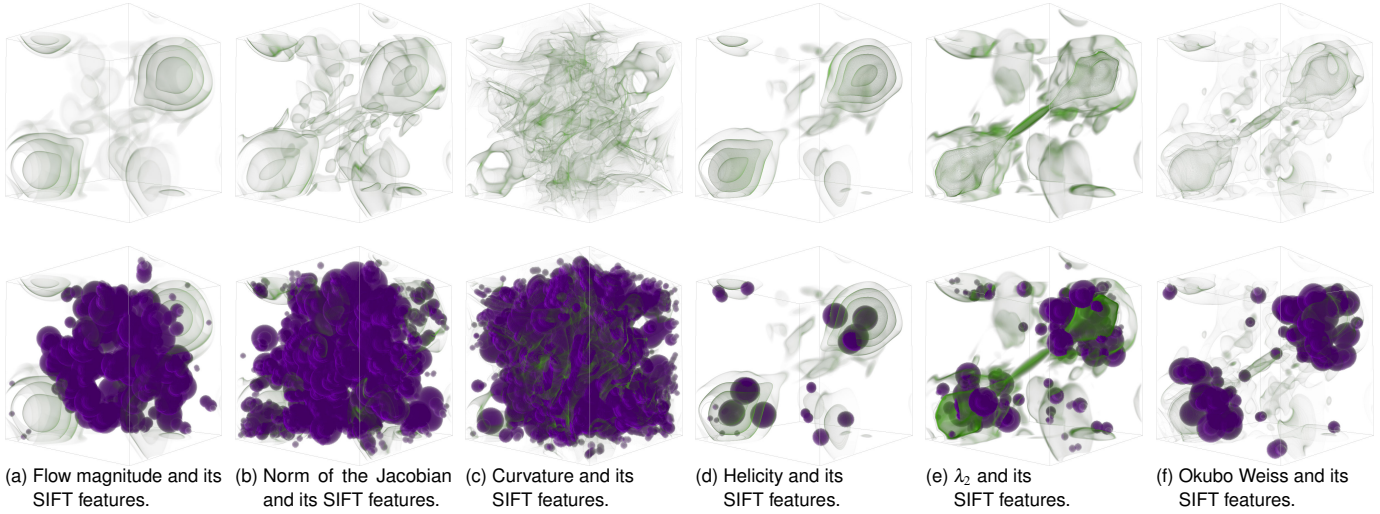 (a) Flow magnitude and its
SIFT features.
(b) Norm of the Jacobian
and its SIFT features.
(c) Curvature and its
SIFT features.
(d) Helicity and its
SIFT features.
(e) λ₂ and its
SIFT features.
(f) Okubo Weiss and its
SIFT features.